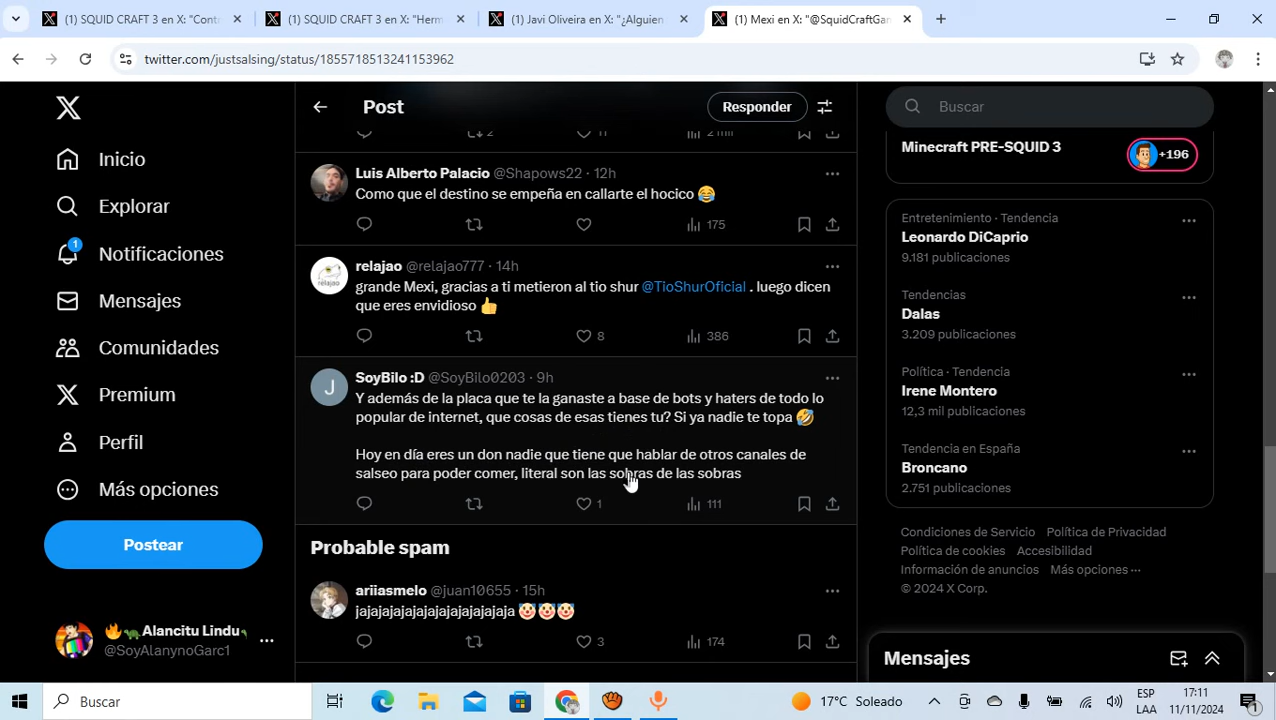 (1) SQUID CRAFT 3 en X: "Conti
(1) SQUID CRAFT 3 en X: "Herm
(1) Javi Oliveira en X: "¿Alguien
(1) Mexi en X: "@SquidCraftGan
twitter.com/justsalsing/status/1855718513241153962
Inicio
Explorar
1
Notificaciones
Mensajes
Comunidades
Premium
Perfil
Más opciones
Postear
Alancitu Lindu
@SoyAlanynoGarc1
Post
Responder
2
11
2 mil
Luis Alberto Palacio @Shapows22 · 12h
Como que el destino se empeña en callarte el hocico 😂
175
relajao @relajao777 · 14h
grande Mexi, gracias a ti metieron al tio shur @TioShurOficial . luego dicen
que eres envidioso 👍
8
386
J
SoyBilo :D @SoyBilo0203 · 9h
Y además de la placa que te la ganaste a base de bots y haters de todo lo
popular de internet, que cosas de esas tienes tu? Si ya nadie te topa 🤣
Hoy en día eres un don nadie que tiene que hablar de otros canales de
salseo para poder comer, literal son las sobras de las sobras
1
111
Probable spam
ariiasmelo @juan10655 · 15h
jajajajajajajajajajajajaja 🤡🤡🤡
3
174
Buscar
Minecraft PRE-SQUID 3
+196
Entretenimiento · Tendencia
Leonardo DiCaprio
9.181 publicaciones
Tendencias
Dalas
3.209 publicaciones
Política · Tendencia
Irene Montero
12,3 mil publicaciones
Tendencia en España
Broncano
2.751 publicaciones
Condiciones de Servicio Política de Privacidad
Política de cookies Accesibilidad
Información de anuncios Más opciones ···
© 2024 X Corp.
Mensajes
Buscar
17°C Soleado
ESP
LAA
17:11
11/11/2024
1